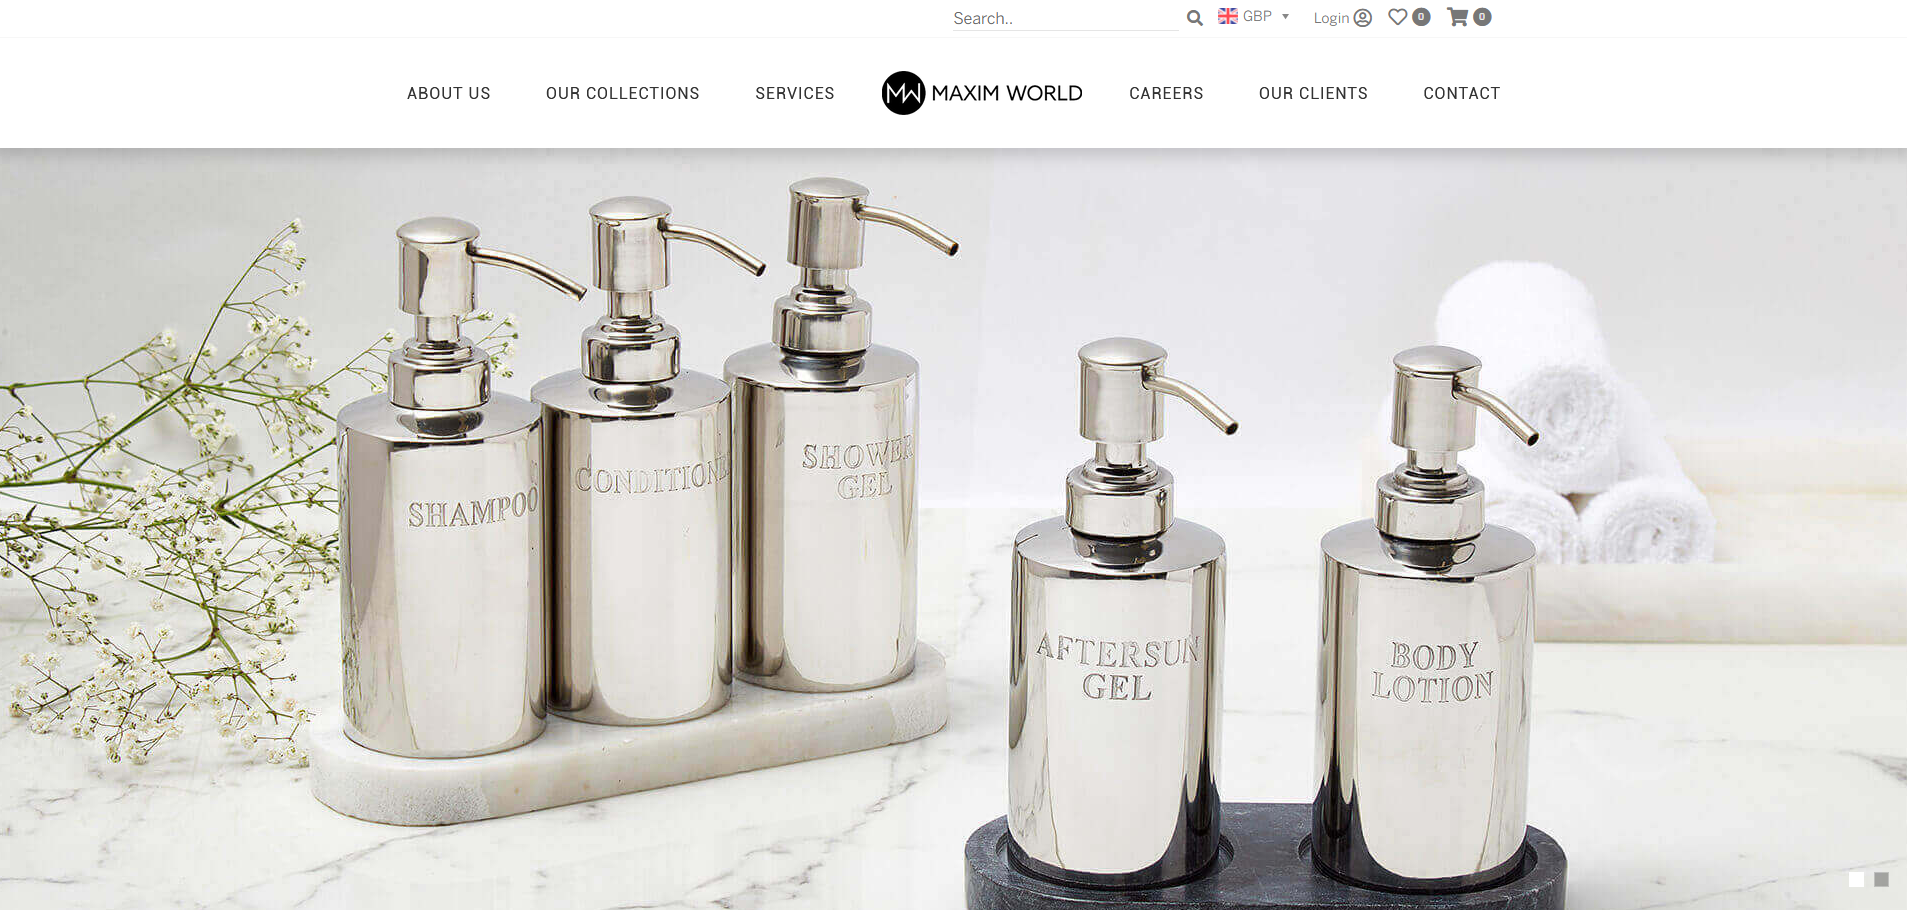 Search..
GBP
Login
0
0
ABOUT US
OUR COLLECTIONS
SERVICES
MW MAXIM WORLD
CAREERS
OUR CLIENTS
CONTACT
SHAMPOO
CONDITIONE
SHOWER
GEL
AFTERSUN
GEL
BODY
LOTION